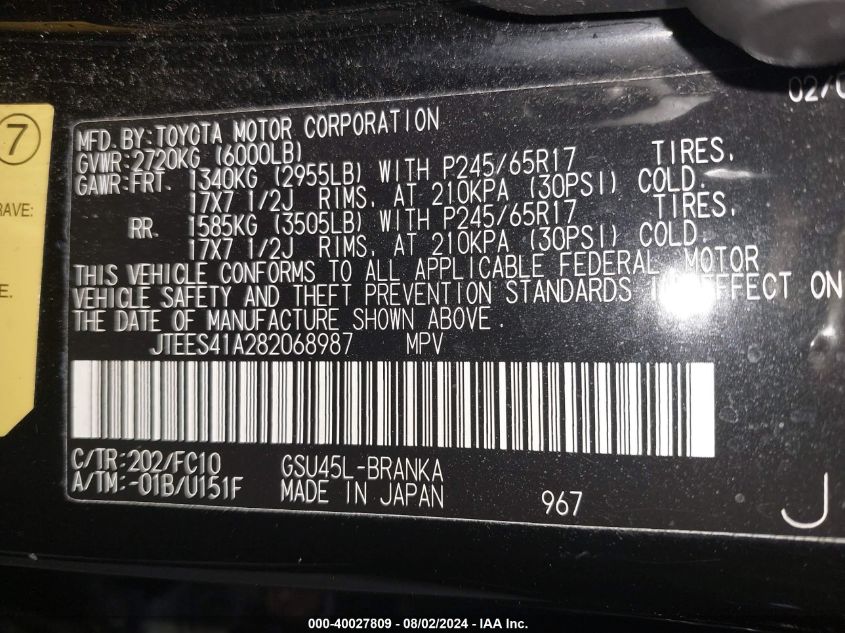 02/0
7
MFD. BY: TOYOTA MOTOR CORPORATION
GVWR: 2720KG (6000LB)
GAWR: FRT. 1340KG (2955LB) WITH P245/65R17 TIRES,
17X7 1/2J RIMS, AT 210KPA (30PSI) COLD.
RR. 1585KG (3505LB) WITH P245/65R17 TIRES,
17X7 1/2J RIMS, AT 210KPA (30PSI) COLD.
RAVE:
E.
THIS VEHICLE CONFORMS TO ALL APPLICABLE FEDERAL MOTOR
VEHICLE SAFETY AND THEFT PREVENTION STANDARDS IN EFFECT ON
THE DATE OF MANUFACTURE SHOWN ABOVE.
JTEES41A282068987 MPV
C/TR: 202/FC10 GSU45L-BRANKA
A/TM: -01B/U151F MADE IN JAPAN 967 J
000-40027809 - 08/02/2024 - IAA Inc.